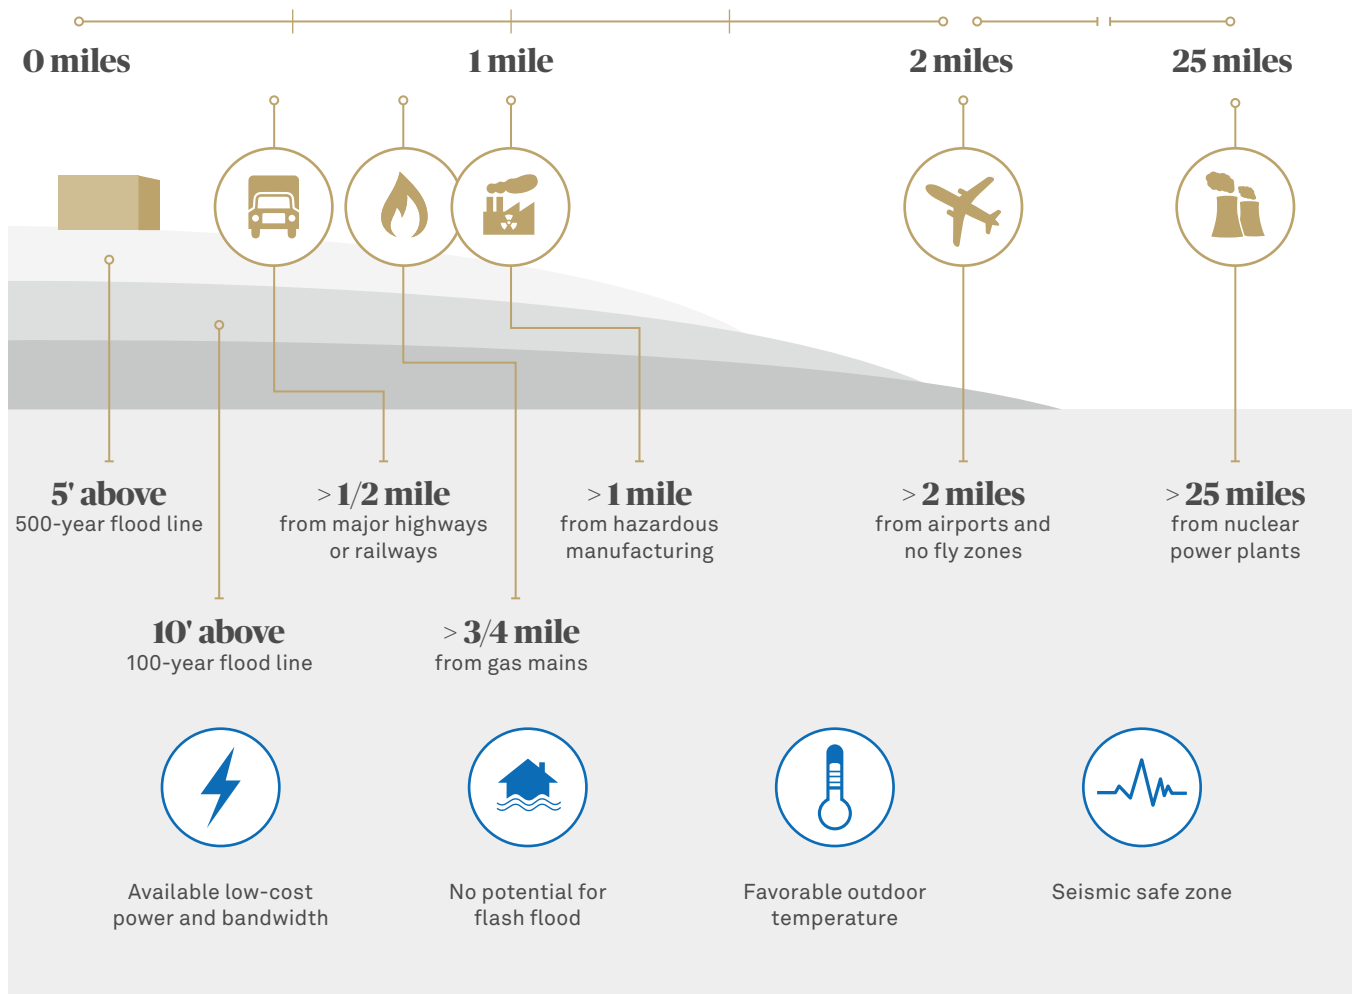 0 miles
1 mile
2 miles
25 miles
5' above
500-year flood line
> 1/2 mile
from major highways
or railways
> 1 mile
from hazardous
manufacturing
> 2 miles
from airports and
no fly zones
> 25 miles
from nuclear
power plants
10' above
100-year flood line
> 3/4 mile
from gas mains
Available low-cost
power and bandwidth
No potential for
flash flood
Favorable outdoor
temperature
Seismic safe zone